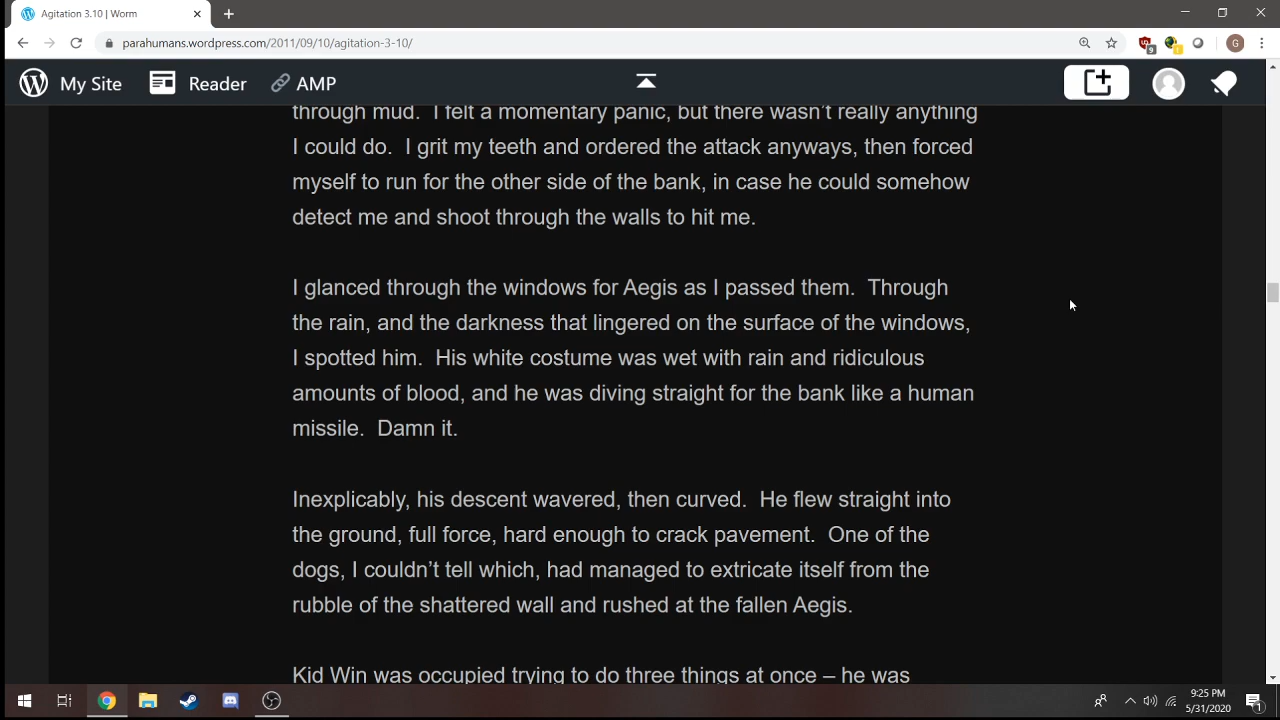 Agitation 3.10 | Worm
parahumans.wordpress.com/2011/09/10/agitation-3-10/
9
G
My Site
Reader
AMP
through mud.  I felt a momentary panic, but there wasn’t really anything
I could do.  I grit my teeth and ordered the attack anyways, then forced
myself to run for the other side of the bank, in case he could somehow
detect me and shoot through the walls to hit me.
I glanced through the windows for Aegis as I passed them.  Through
the rain, and the darkness that lingered on the surface of the windows,
I spotted him.  His white costume was wet with rain and ridiculous
amounts of blood, and he was diving straight for the bank like a human
missile.  Damn it.
Inexplicably, his descent wavered, then curved.  He flew straight into
the ground, full force, hard enough to crack pavement.  One of the
dogs, I couldn’t tell which, had managed to extricate itself from the
rubble of the shattered wall and rushed at the fallen Aegis.
Kid Win was occupied trying to do three things at once – he was
9:25 PM
5/31/2020
1